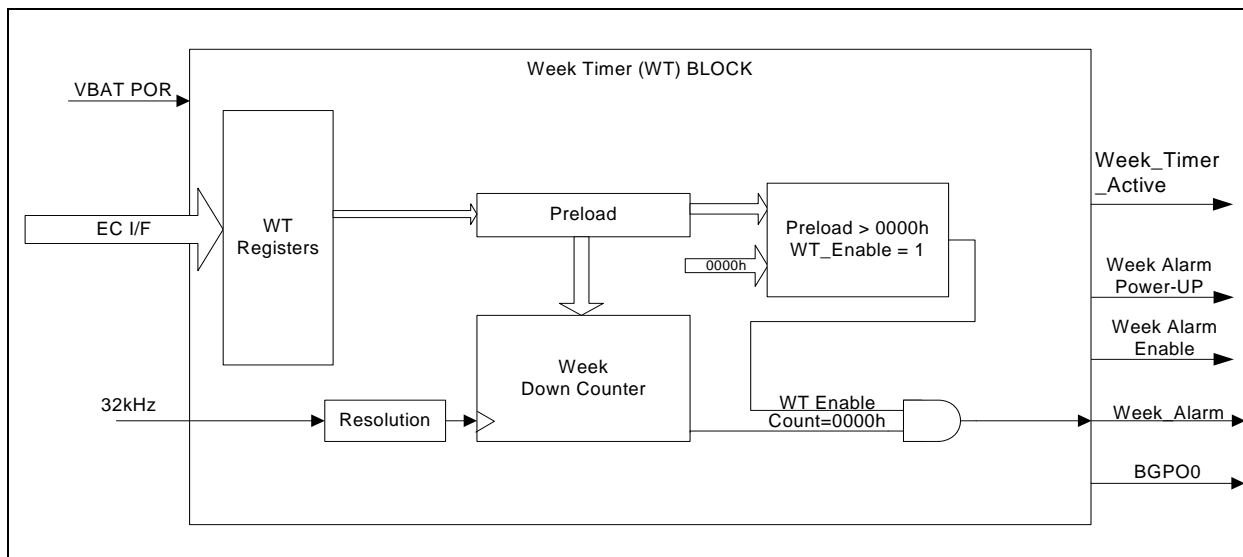 Week Timer (WT) BLOCK
VBAT POR
EC I/F
WT
Registers
Preload
0000h
Preload > 0000h
WT_Enable = 1
Week
Down Counter
32kHz
Resolution
WT Enable
Count=0000h
Week_Timer
_Active
Week Alarm
Power-UP
Week Alarm
Enable
Week_Alarm
BGPO0